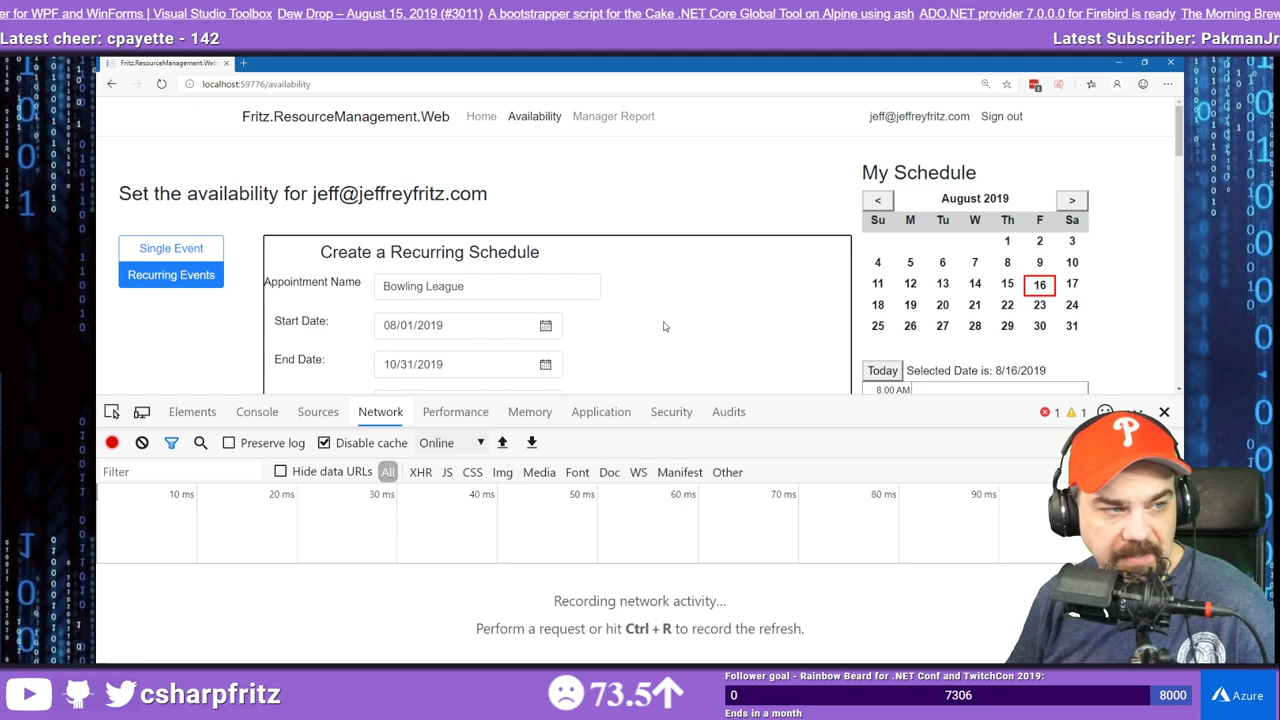 er for WPF and WinForms | Visual Studio Toolbox Dew Drop – August 15, 2019 (#3011) A bootstrapper script for the Cake .NET Core Global Tool on Alpine using ash ADO.NET provider 7.0.0.0 for Firebird is ready The Morning Brew
Latest cheer: cpayette - 142
Latest Subscriber: PakmanJr
Fritz.ResourceManagement.Web
localhost:59776/availability
Fritz.ResourceManagement.Web Home Availability Manager Report jeff@jeffreyfritz.com Sign out
Set the availability for jeff@jeffreyfritz.com
Single Event
Recurring Events
Create a Recurring Schedule
Appointment Name Bowling League
Start Date: 08/01/2019
End Date: 10/31/2019
My Schedule
< August 2019 >
Su M Tu W Th F Sa
1 2 3
4 5 6 7 8 9 10
11 12 13 14 15 16 17
18 19 20 21 22 23 24
25 26 27 28 29 30 31
Today Selected Date is: 8/16/2019
8:00 AM
Elements Console Sources Network Performance Memory Application Security Audits 1 1
Preserve log Disable cache Online
Filter Hide data URLs All XHR JS CSS Img Media Font Doc WS Manifest Other
10 ms 20 ms 30 ms 40 ms 50 ms 60 ms 70 ms 80 ms 90 ms
Recording network activity...
Perform a request or hit Ctrl + R to record the refresh.
csharpfritz
73.5
Follower goal - Rainbow Beard for .NET Conf and TwitchCon 2019:
0 7306 8000
Ends in a month
Azure